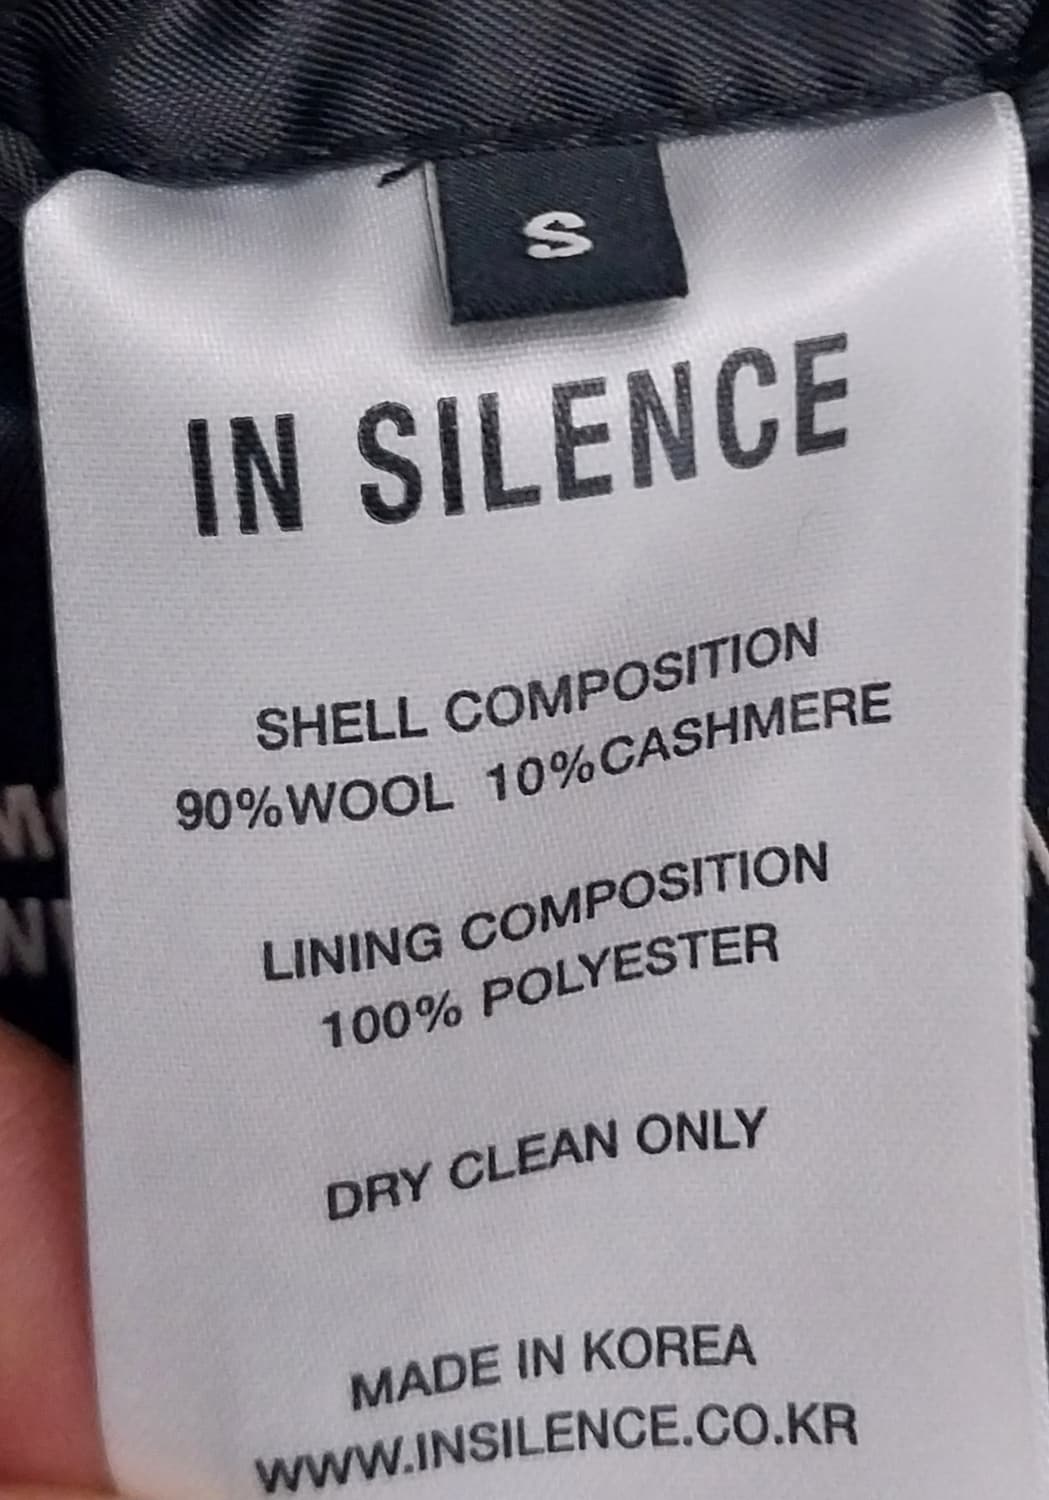 S
IN SILENCE
SHELL COMPOSITION
90%WOOL 10%CASHMERE
LINING COMPOSITION
100% POLYESTER
DRY CLEAN ONLY
MADE IN KOREA
WWW.INSILENCE.CO.KR